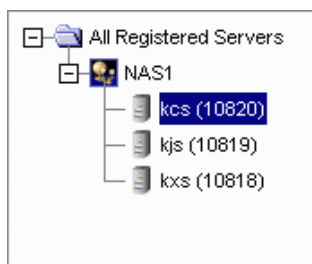 All Registered Servers
NAS1
kcs (10820)
kjs (10819)
kxs (10818)